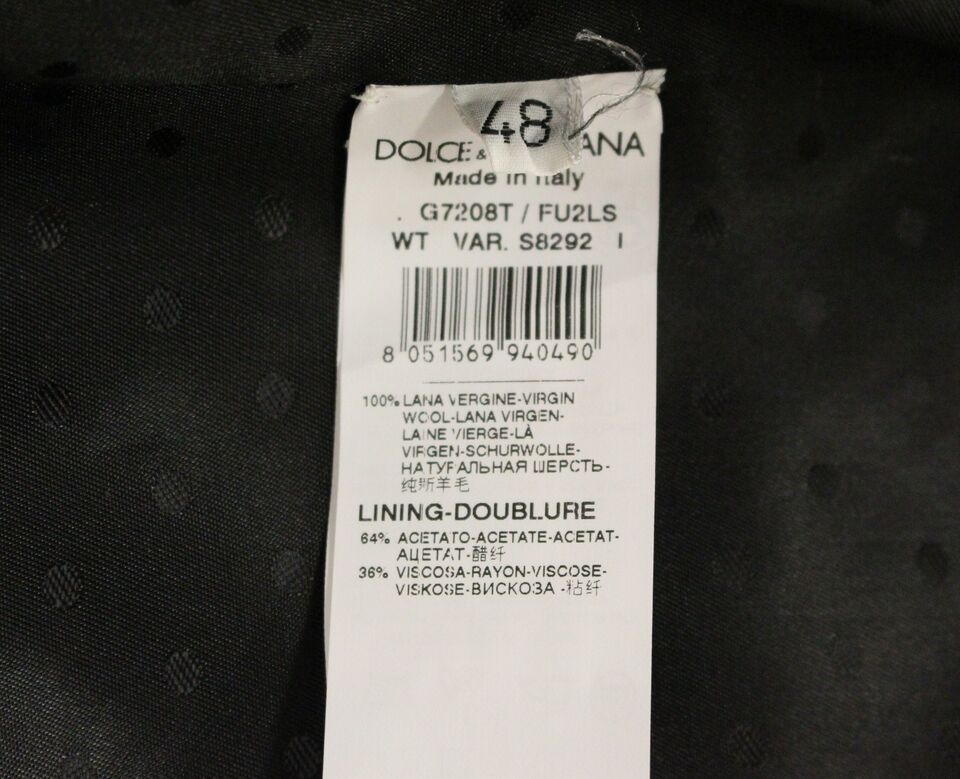 48
DOLCE & ANA
Made in Italy
. G7208T / FU2LS
WT VAR. S8292 I
8 051569 940490
100% LANA VERGINE-VIRGIN
WOOL-LANA VIRGEN-
LAINE VIERGE-LÀ
VIRGEN-SCHURWOLLE-
НАТУРАЛЬНАЯ ШЕРСТЬ-
纯新羊毛
LINING-DOUBLURE
64% ACETATO-ACETATE-ACETAT-
АЦЕТАТ-醋纤
36% VISCOSA-RAYON-VISCOSE-
VISKOSE-ВИСКОЗА -粘纤